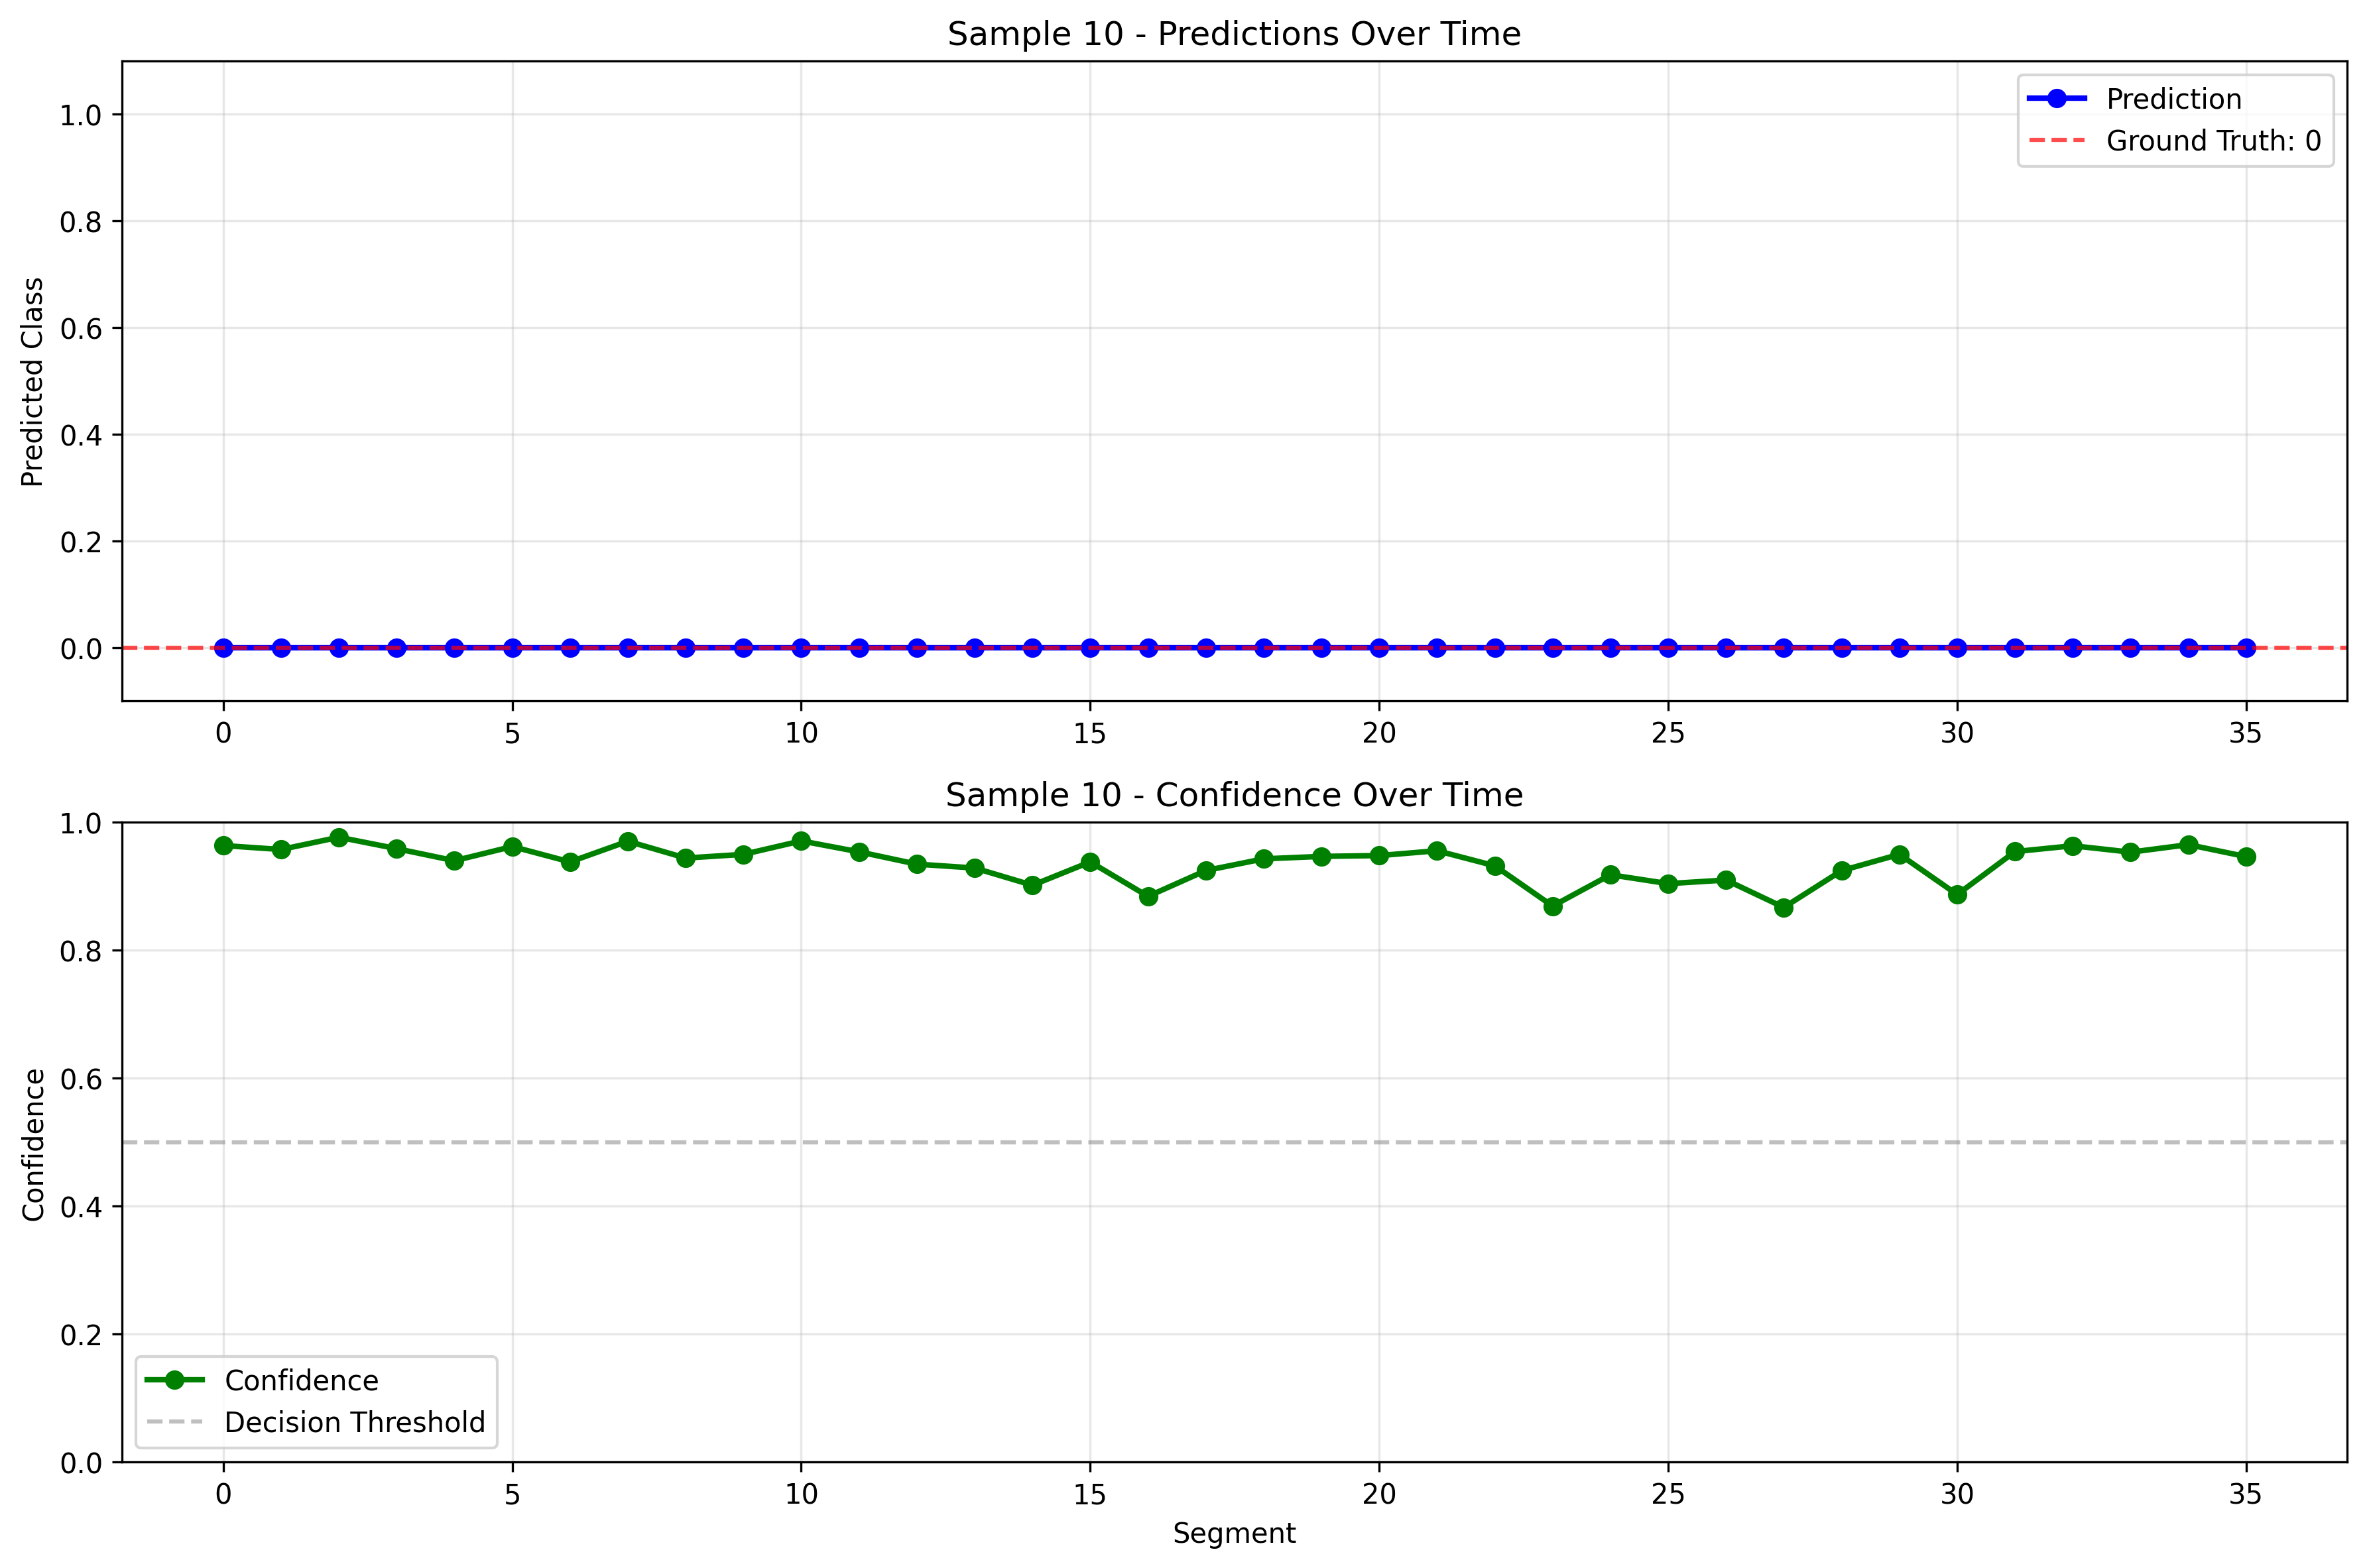 Sample 10 - Predictions Over Time
Predicted Class
1.0
0.8
0.6
0.4
0.2
0.0
Prediction
Ground Truth: 0
0 5 10 15 20 25 30 35
Sample 10 - Confidence Over Time
Confidence
1.0
0.8
0.6
0.4
0.2
0.0
Confidence
Decision Threshold
0 5 10 15 20 25 30 35
Segment